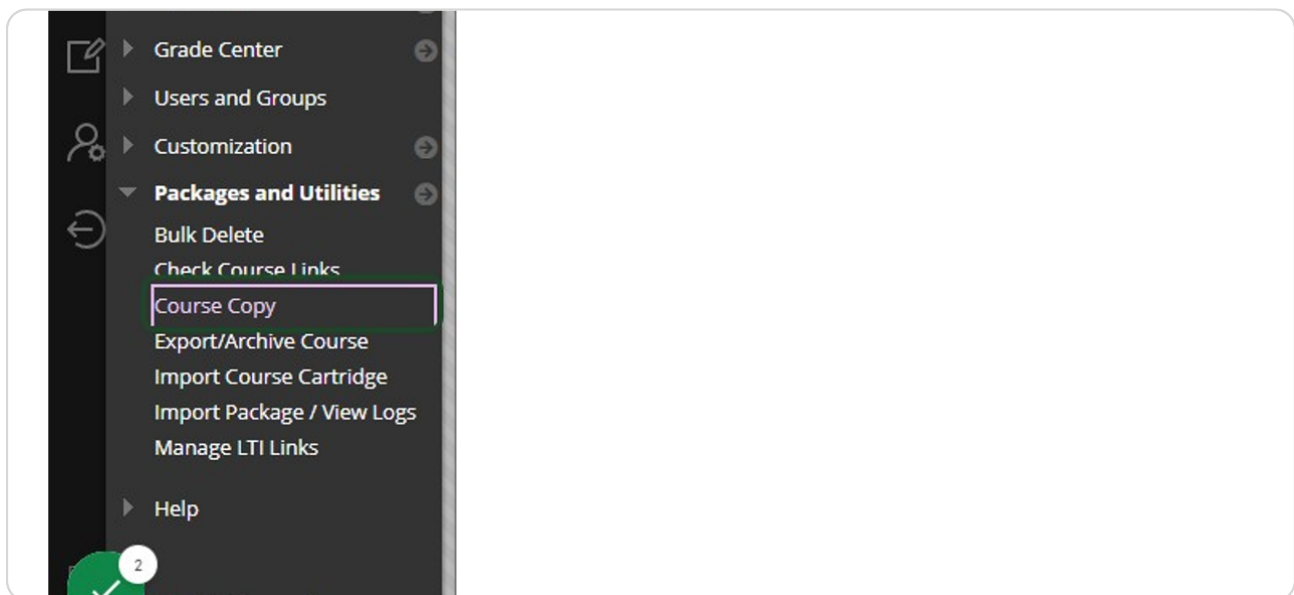 Grade Center
Users and Groups
Customization
Packages and Utilities
Bulk Delete
Check Course Links
Course Copy
Export/Archive Course
Import Course Cartridge
Import Package / View Logs
Manage LTI Links
Help
2